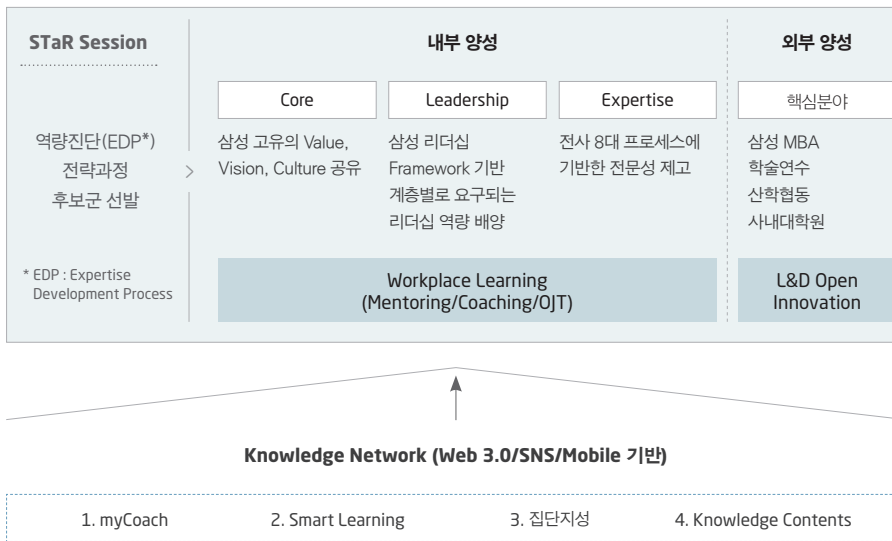 STaR Session
내부 양성
외부 양성
Core
Leadership
Expertise
핵심분야
역량진단(EDP*)
전략과정
후보군 선발
>
삼성 고유의 Value,
Vision, Culture 공유
삼성 리더십
Framework 기반
계층별로 요구되는
리더십 역량 배양
전사 8대 프로세스에
기반한 전문성 제고
삼성 MBA
학술연수
산학협동
사내대학원
* EDP : Expertise
Development Process
Workplace Learning
(Mentoring/Coaching/OJT)
L&D Open
Innovation
Knowledge Network (Web 3.0/SNS/Mobile 기반)
1. myCoach
2. Smart Learning
3. 집단지성
4. Knowledge Contents